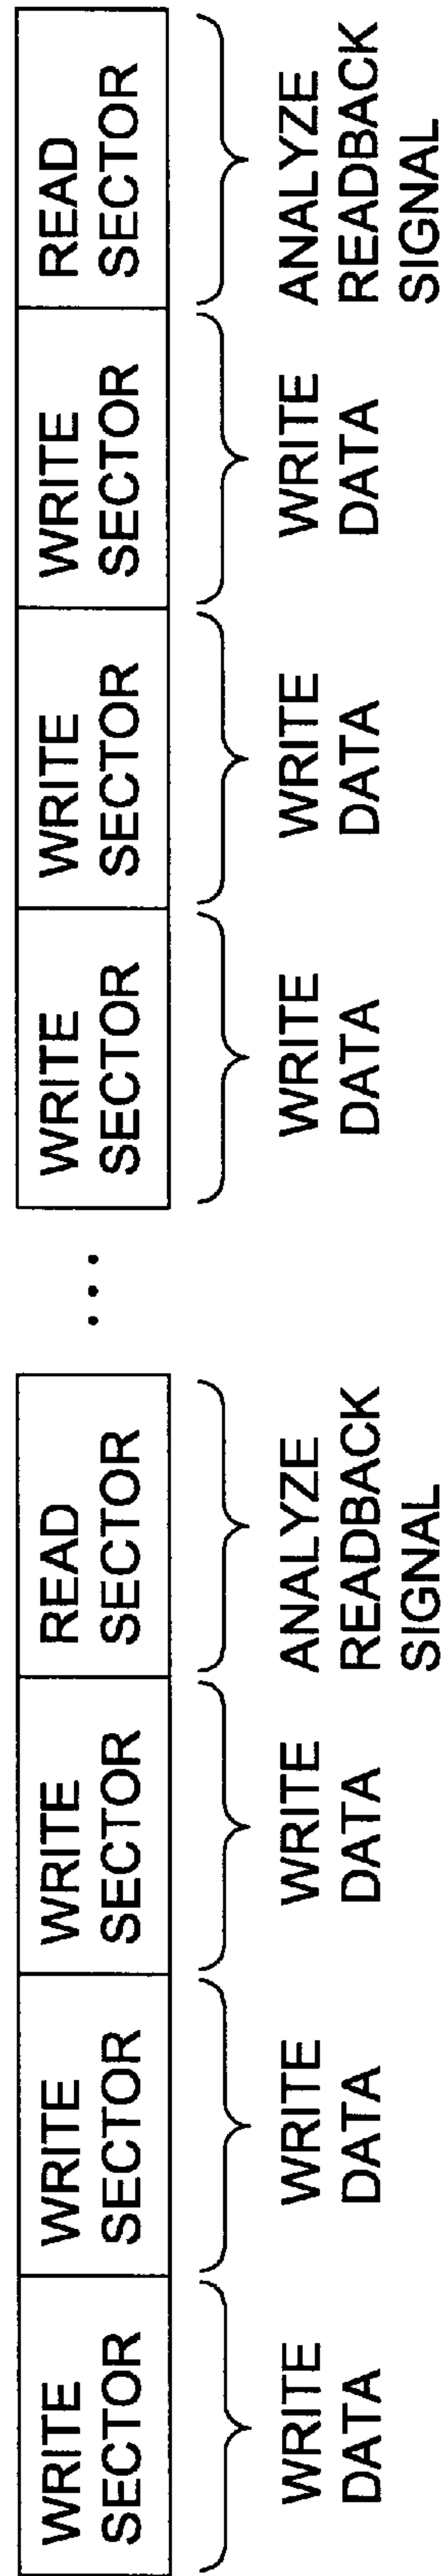 WRITE
SECTOR
WRITE
SECTOR
WRITE
SECTOR
READ
SECTOR
...
WRITE
SECTOR
WRITE
SECTOR
WRITE
SECTOR
READ
SECTOR
WRITE
DATA
WRITE
DATA
WRITE
DATA
ANALYZE
READBACK
SIGNAL
WRITE
DATA
WRITE
DATA
WRITE
DATA
ANALYZE
READBACK
SIGNAL